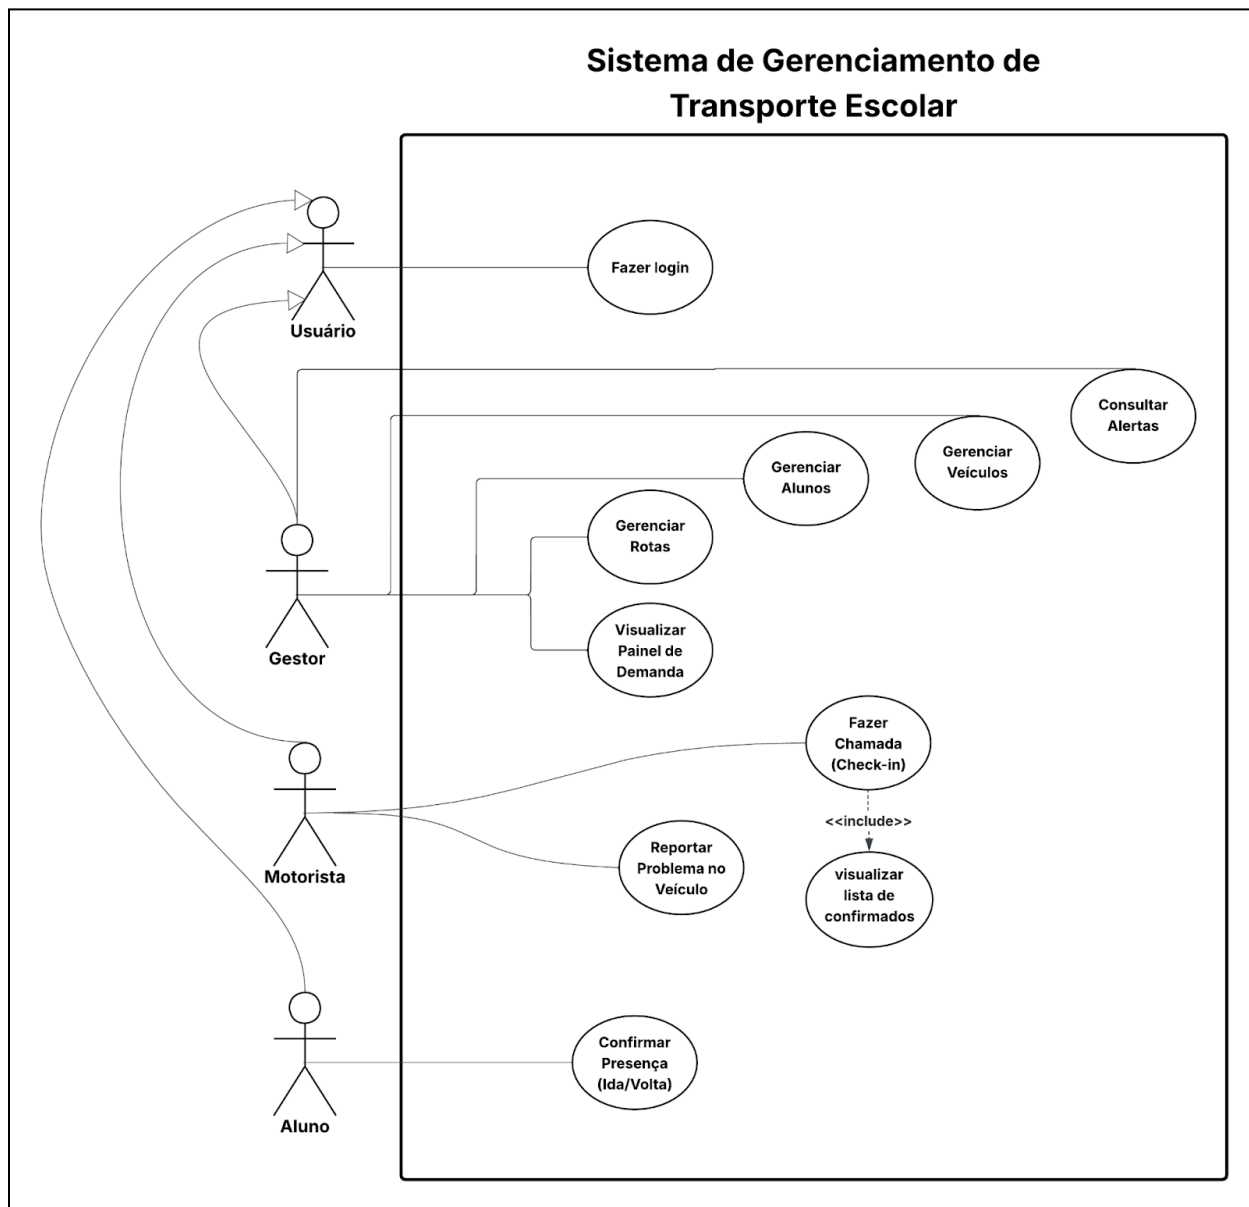 Sistema de Gerenciamento de
Transporte Escolar
Fazer login
Usuário
Consultar
Alertas
Gerenciar
Veículos
Gerenciar
Alunos
Gerenciar
Rotas
Visualizar
Painel de
Demanda
Gestor
Fazer
Chamada
(Check-in)
<<include>>
Reportar
Problema no
Veículo
visualizar
lista de
confirmados
Motorista
Confirmar
Presença
(Ida/Volta)
Aluno